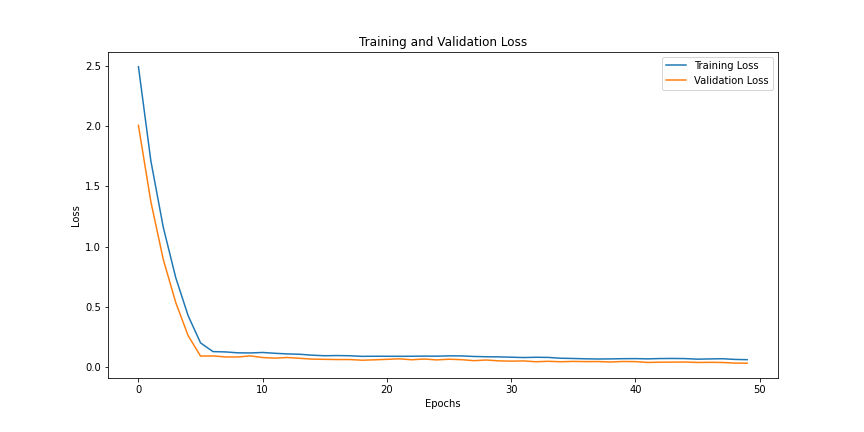 Training and Validation Loss
Training Loss
Validation Loss
2.5
2.0
1.5
1.0
0.5
0.0
Loss
0 10 20 30 40 50
Epochs